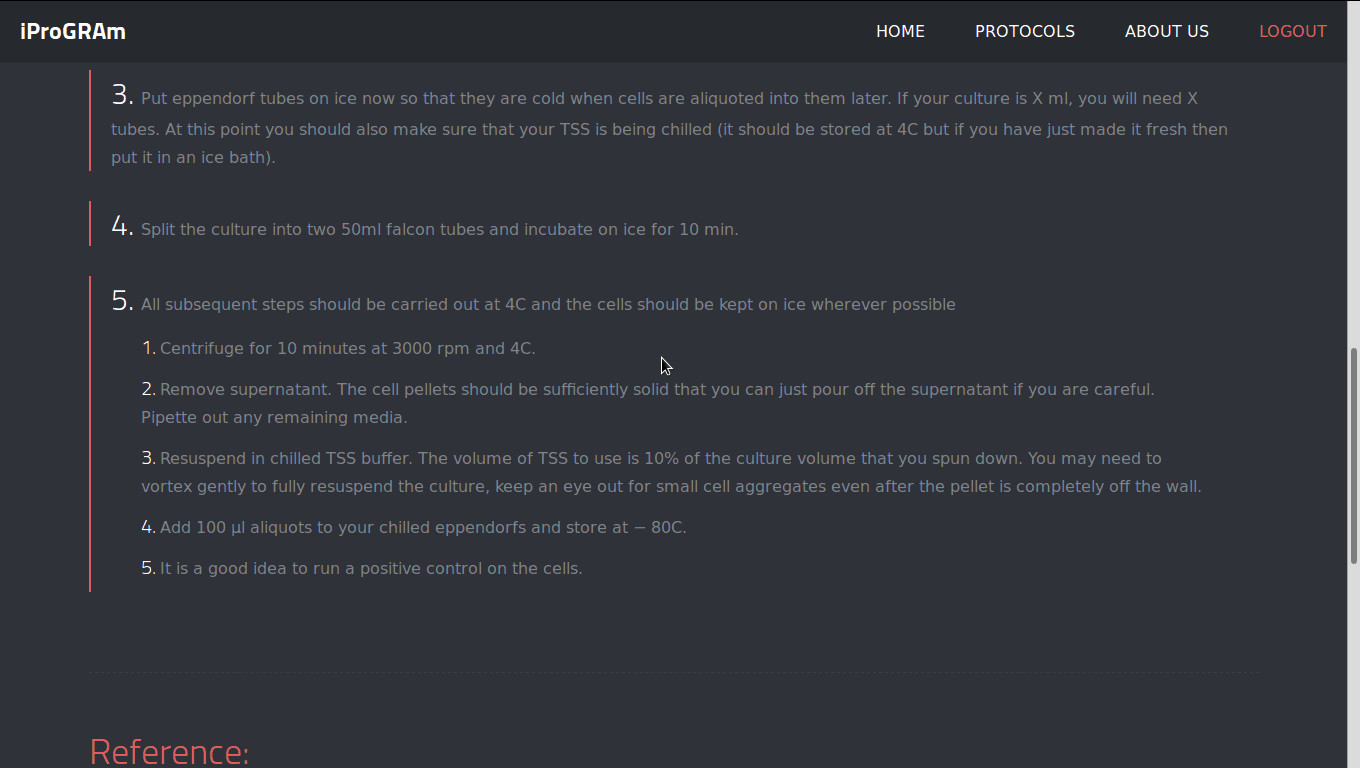 iProGRAm HOME PROTOCOLS ABOUT US LOGOUT
3. Put eppendorf tubes on ice now so that they are cold when cells are aliquoted into them later. If your culture is X ml, you will need X
tubes. At this point you should also make sure that your TSS is being chilled (it should be stored at 4C but if you have just made it fresh then
put it in an ice bath).
4. Split the culture into two 50ml falcon tubes and incubate on ice for 10 min.
5. All subsequent steps should be carried out at 4C and the cells should be kept on ice wherever possible
1. Centrifuge for 10 minutes at 3000 rpm and 4C.
2. Remove supernatant. The cell pellets should be sufficiently solid that you can just pour off the supernatant if you are careful.
Pipette out any remaining media.
3. Resuspend in chilled TSS buffer. The volume of TSS to use is 10% of the culture volume that you spun down. You may need to
vortex gently to fully resuspend the culture, keep an eye out for small cell aggregates even after the pellet is completely off the wall.
4. Add 100 μl aliquots to your chilled eppendorfs and store at − 80C.
5. It is a good idea to run a positive control on the cells.
Reference: